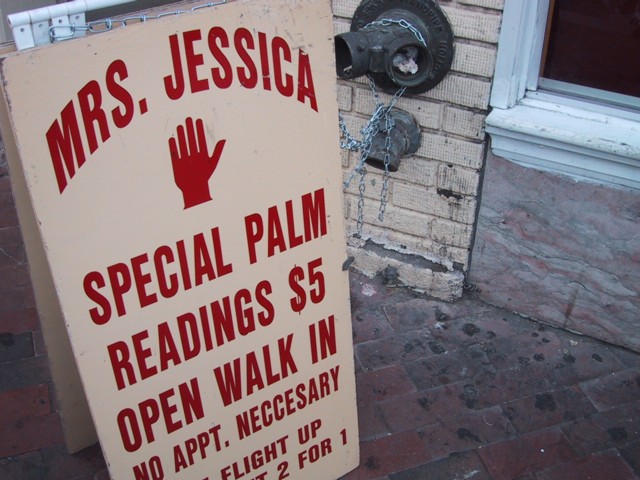 MRS. JESSICA
SPECIAL PALM
READINGS $5
OPEN WALK IN
NO APPT. NECCESARY
FLIGHT UP
2 FOR 1